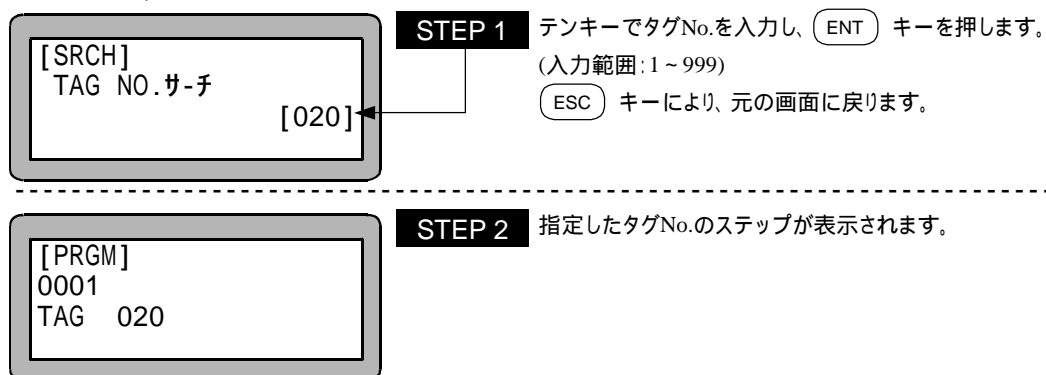 [SRCH]
TAG NO.ｻ-ﾁ
[020]
STEP 1
テンキーでタグNo.を入力し、 ENT キーを押します。
(入力範囲:1~999)
ESC キーにより、元の画面に戻ります。
[PRGM]
0001
TAG 020
STEP 2
指定したタグNo.のステップが表示されます。